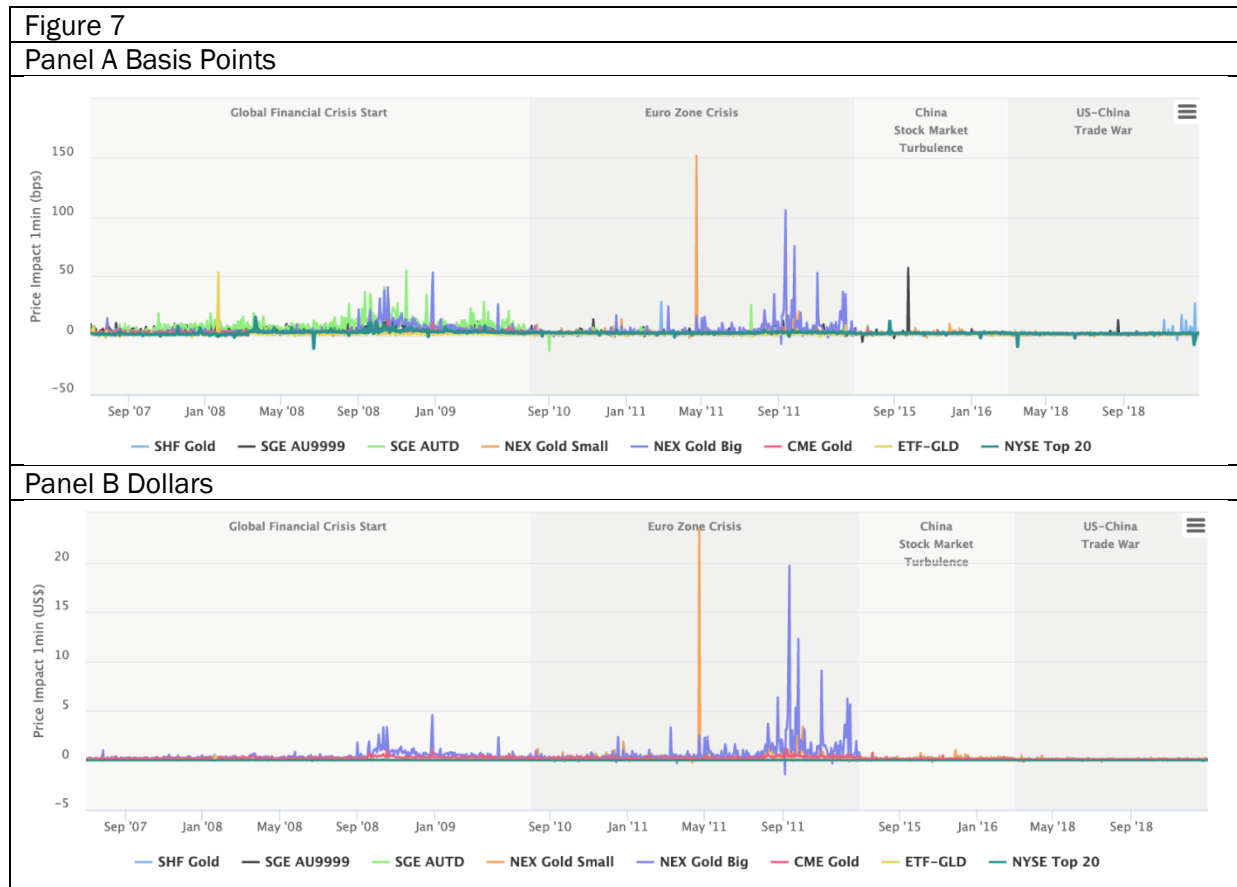 Figure 7
Panel A Basis Points
Global Financial Crisis Start
Euro Zone Crisis
China
Stock Market
Turbulence
US-China
Trade War
Price Impact 1min (bps)
150
100
50
0
-50
Sep '07 Jan '08 May '08 Sep '08 Jan '09 Sep '10 Jan '11 May '11 Sep '11 Sep '15 Jan '16 May '18 Sep '18
SHF Gold SGE AU9999 SGE AUTD NEX Gold Small NEX Gold Big CME Gold ETF-GLD NYSE Top 20
Panel B Dollars
Global Financial Crisis Start
Euro Zone Crisis
China
Stock Market
Turbulence
US-China
Trade War
Price Impact 1min (US$)
20
15
10
5
0
-5
Sep '07 Jan '08 May '08 Sep '08 Jan '09 Sep '10 Jan '11 May '11 Sep '11 Sep '15 Jan '16 May '18 Sep '18
SHF Gold SGE AU9999 SGE AUTD NEX Gold Small NEX Gold Big CME Gold ETF-GLD NYSE Top 20